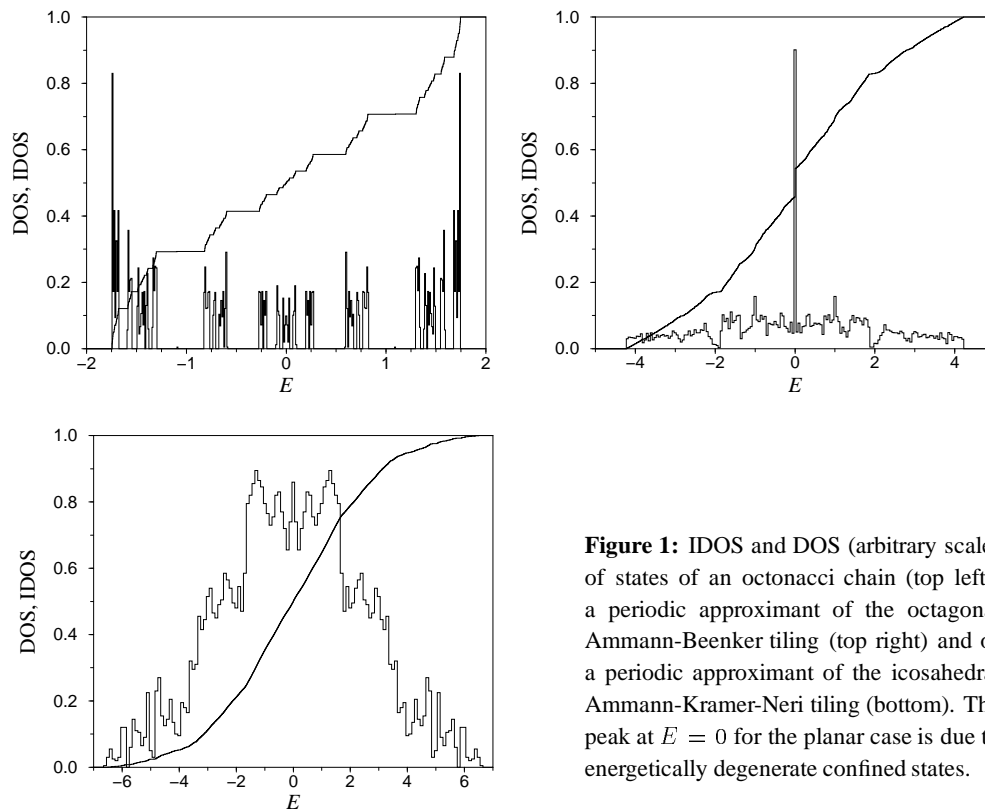 1.0
0.8
0.6
0.4
0.2
0.0
DOS, IDOS
−2 −1 0 1 2
E
1.0
0.8
0.6
0.4
0.2
0.0
DOS, IDOS
−4 −2 0 2 4
E
1.0
0.8
0.6
0.4
0.2
0.0
DOS, IDOS
−6 −4 −2 0 2 4 6
E
Figure 1: IDOS and DOS (arbitrary scale
of states of an octonacci chain (top left
a periodic approximant of the octagona
Ammann-Beenker tiling (top right) and o
a periodic approximant of the icosahedra
Ammann-Kramer-Neri tiling (bottom). Th
peak at E = 0 for the planar case is due t
energetically degenerate confined states.